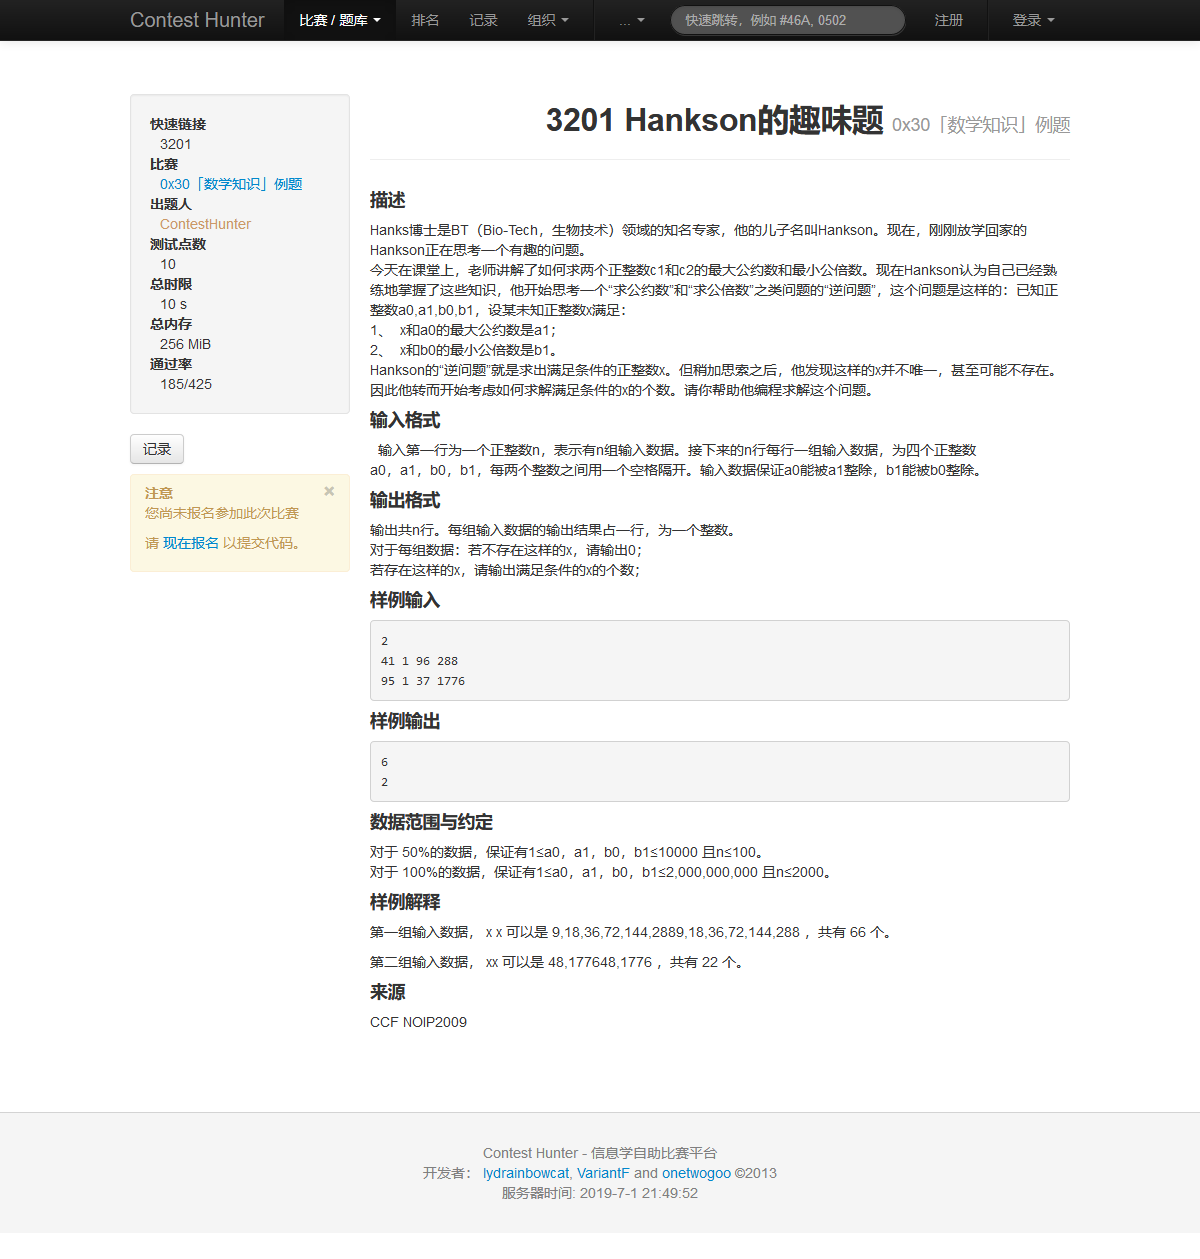 Contest Hunter 比赛 / 题库 排名 记录 组织 ... 快速跳转，例如 #46A, 0502 注册 登录
快速链接
3201
比赛
0x30「数学知识」例题
出题人
ContestHunter
测试点数
10
总时限
10 s
总内存
256 MiB
通过率
185/425
记录
注意 ×
您尚未报名参加此次比赛
请 现在报名 以提交代码。
3201 Hankson的趣味题 0x30「数学知识」例题
描述
Hanks博士是BT（Bio-Tech，生物技术）领域的知名专家，他的儿子名叫Hankson。现在，刚刚放学回家的
Hankson正在思考一个有趣的问题。
今天在课堂上，老师讲解了如何求两个正整数c1和c2的最大公约数和最小公倍数。现在Hankson认为自己已经熟
练地掌握了这些知识，他开始思考一个“求公约数”和“求公倍数”之类问题的“逆问题”，这个问题是这样的：已知正
整数a0,a1,b0,b1，设某未知正整数x满足：
1、 x和a0的最大公约数是a1；
2、 x和b0的最小公倍数是b1。
Hankson的“逆问题”就是求出满足条件的正整数x。但稍加思索之后，他发现这样的x并不唯一，甚至可能不存在。
因此他转而开始考虑如何求解满足条件的x的个数。请你帮助他编程求解这个问题。
输入格式
输入第一行为一个正整数n，表示有n组输入数据。接下来的n行每行一组输入数据，为四个正整数
a0，a1，b0，b1，每两个整数之间用一个空格隔开。输入数据保证a0能被a1整除，b1能被b0整除。
输出格式
输出共n行。每组输入数据的输出结果占一行，为一个整数。
对于每组数据：若不存在这样的x，请输出0；
若存在这样的x，请输出满足条件的x的个数；
样例输入
2
41 1 96 288
95 1 37 1776
样例输出
6
2
数据范围与约定
对于 50%的数据，保证有1≤a0，a1，b0，b1≤10000 且n≤100。
对于 100%的数据，保证有1≤a0，a1，b0，b1≤2,000,000,000 且n≤2000。
样例解释
第一组输入数据， x x 可以是 9,18,36,72,144,2889,18,36,72,144,288 ，共有 66 个。
第二组输入数据， xx 可以是 48,177648,1776 ，共有 22 个。
来源
CCF NOIP2009
Contest Hunter - 信息学自助比赛平台
开发者： lydrainbowcat, VariantF and onetwogoo ©2013
服务器时间: 2019-7-1 21:49:52